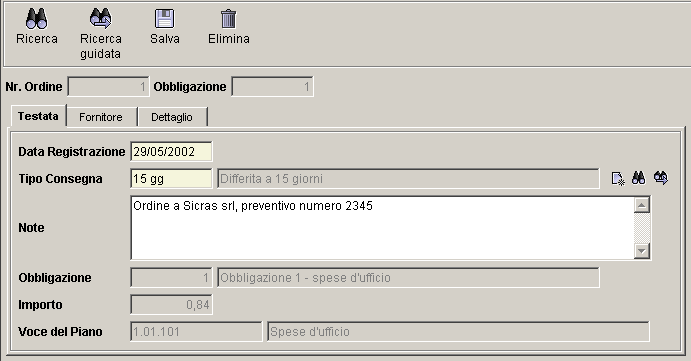 Ricerca Ricerca guidata Salva Elimina
Nr. Ordine 1 Obbligazione 1
Testata Fornitore Dettaglio
Data Registrazione 29/05/2002
Tipo Consegna 15 gg Differita a 15 giorni
Note Ordine a Sicras srl, preventivo numero 2345
Obbligazione 1 Obbligazione 1 - spese d'ufficio
Importo 0,84
Voce del Piano 1.01.101 Spese d'ufficio